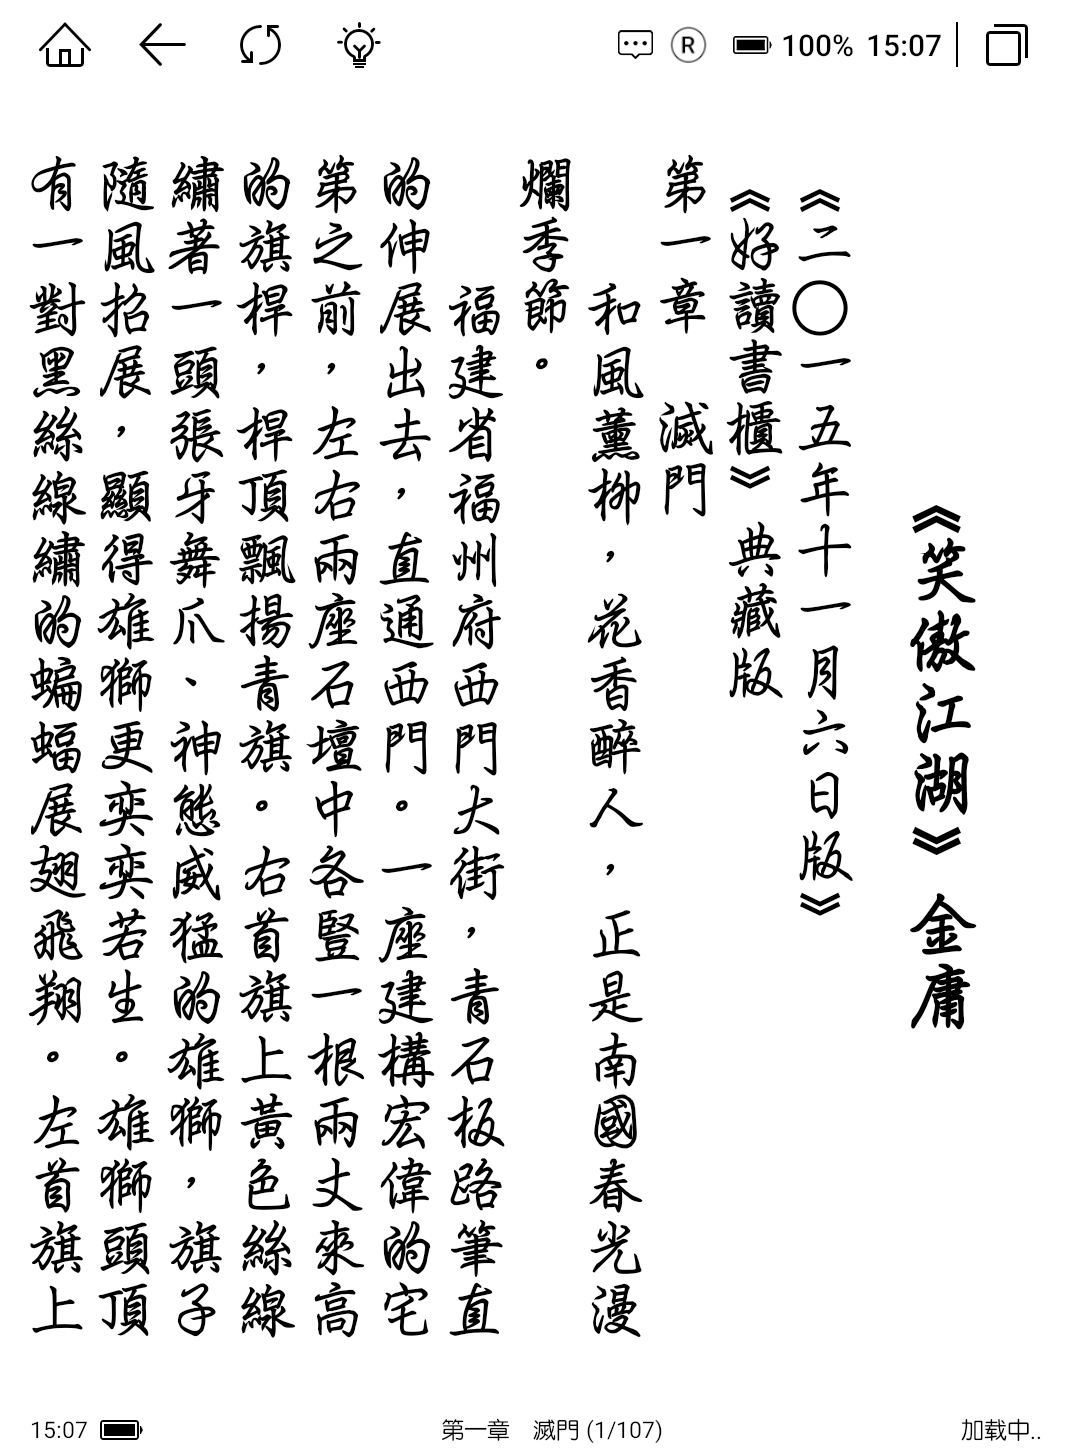 100% 15:07
《笑傲江湖》金庸
《二〇一五年十一月六日版》
《好讀書櫃》典藏版
第一章　滅門
和風薰柳，花香醉人，正是南國春光漫
爛季節。
福建省福州府西門大街，青石板路筆直
的伸展出去，直通西門。一座建構宏偉的宅
第之前，左右兩座石壇中各豎一根兩丈來高
的旗桿，桿頂飄揚青旗。右首旗上黃色絲線
繡著一頭張牙舞爪、神態威猛的雄獅，旗子
隨風招展，顯得雄獅更奕奕若生。雄獅頭頂
有一對黑絲線繡的蝙蝠展翅飛翔。左首旗上
15:07
第一章　滅門 (1/107)
加载中..